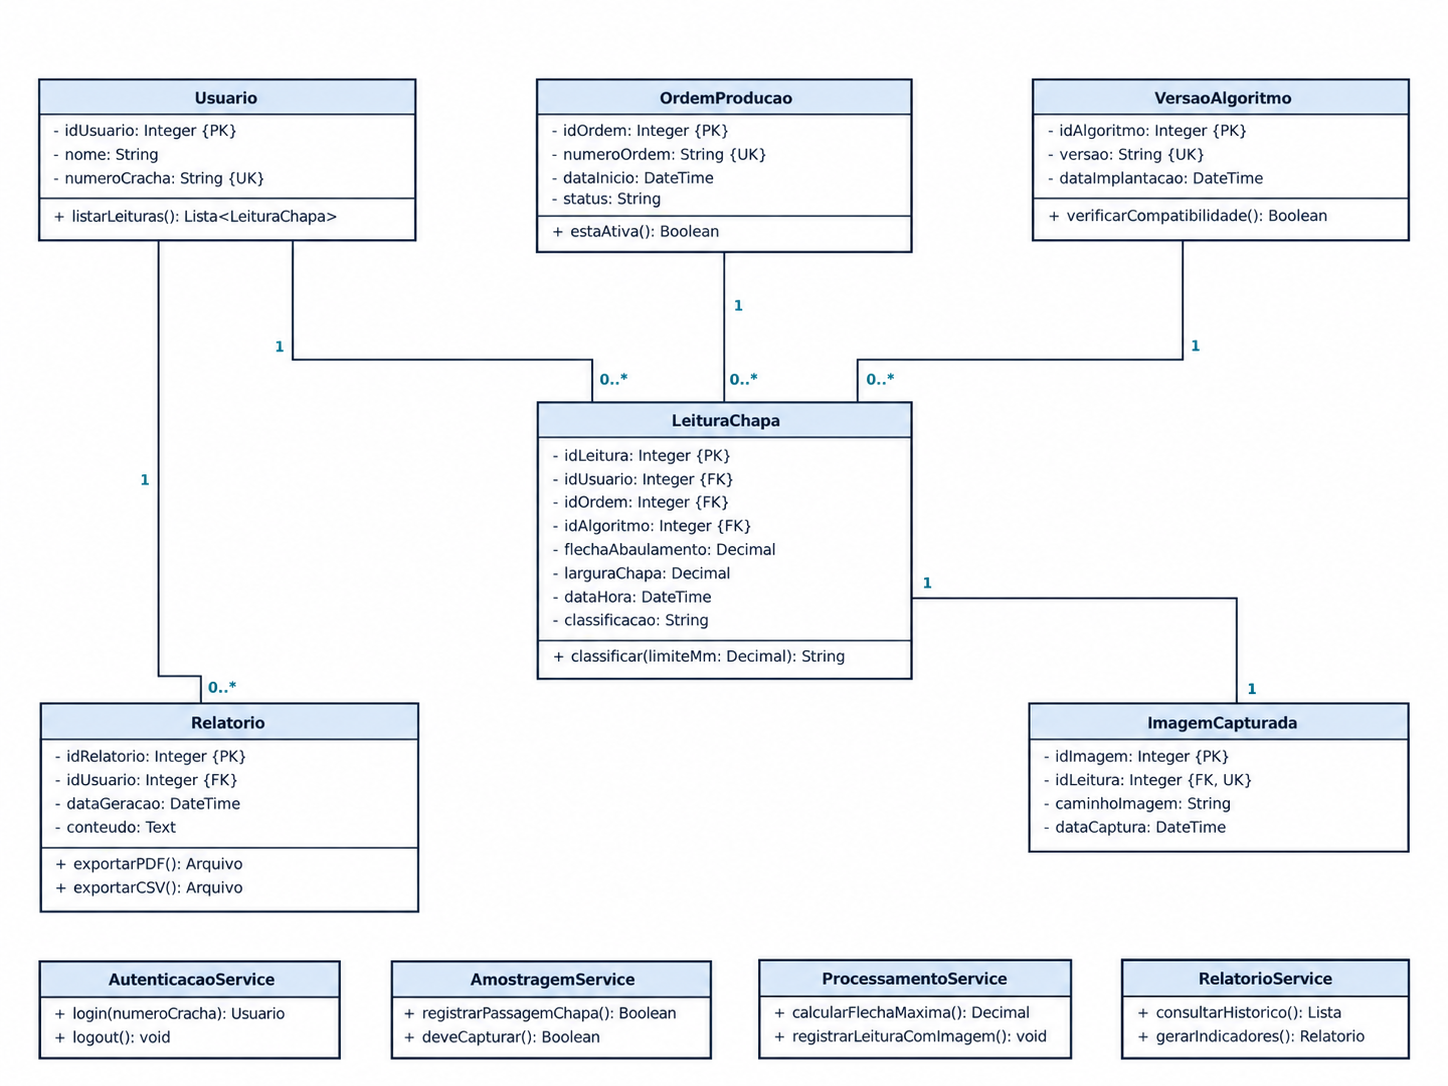 Usuario
- idUsuario: Integer {PK}
- nome: String
- numeroCracha: String {UK}
+ listarLeituras(): Lista<LeituraChapa>
OrdemProducao
- idOrdem: Integer {PK}
- numeroOrdem: String {UK}
- dataInicio: DateTime
- status: String
+ estaAtiva(): Boolean
VersaoAlgoritmo
- idAlgoritmo: Integer {PK}
- versao: String {UK}
- dataImplantacao: DateTime
+ verificarCompatibilidade(): Boolean
1
1
1
0..*
0..*
0..*
LeituraChapa
- idLeitura: Integer {PK}
- idUsuario: Integer {FK}
- idOrdem: Integer {FK}
- idAlgoritmo: Integer {FK}
- flechaAbaulamento: Decimal
- larguraChapa: Decimal
- dataHora: DateTime
- classificacao: String
+ classificar(limiteMm: Decimal): String
1
1
0..*
1
Relatorio
- idRelatorio: Integer {PK}
- idUsuario: Integer {FK}
- dataGeracao: DateTime
- conteudo: Text
+ exportarPDF(): Arquivo
+ exportarCSV(): Arquivo
ImagemCapturada
- idImagem: Integer {PK}
- idLeitura: Integer {FK, UK}
- caminhoImagem: String
- dataCaptura: DateTime
AutenticacaoService
+ login(numeroCracha): Usuario
+ logout(): void
AmostragemService
+ registrarPassagemChapa(): Boolean
+ deveCapturar(): Boolean
ProcessamentoService
+ calcularFlechaMaxima(): Decimal
+ registrarLeituraComImagem(): void
RelatorioService
+ consultarHistorico(): Lista
+ gerarIndicadores(): Relatorio